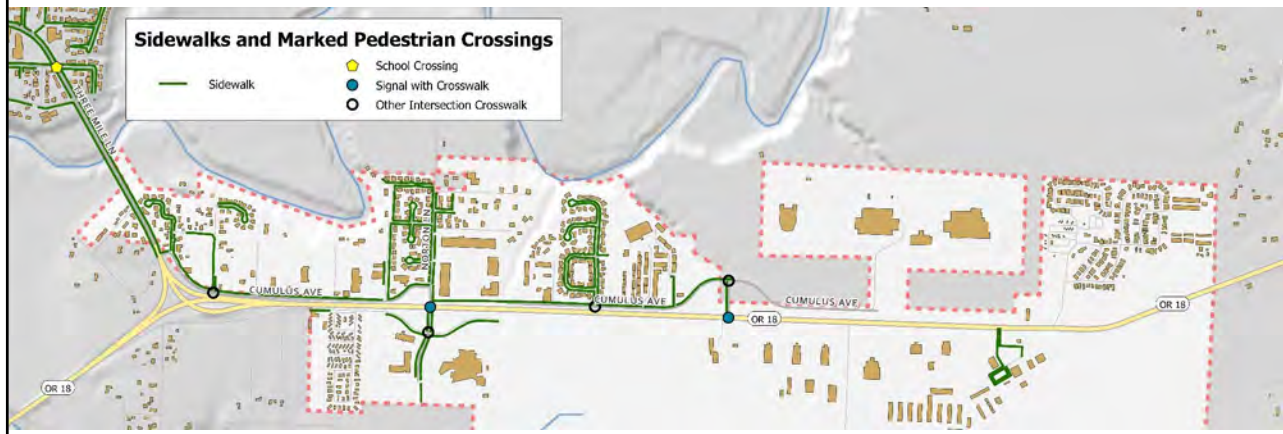 Sidewalks and Marked Pedestrian Crossings
Sidewalk
School Crossing
Signal with Crosswalk
Other Intersection Crosswalk
THREE MILE LN
NORTON LN
CUMULUS AVE
CUMULUS AVE
CUMULUS AVE
OR 18
OR 18
OR 18